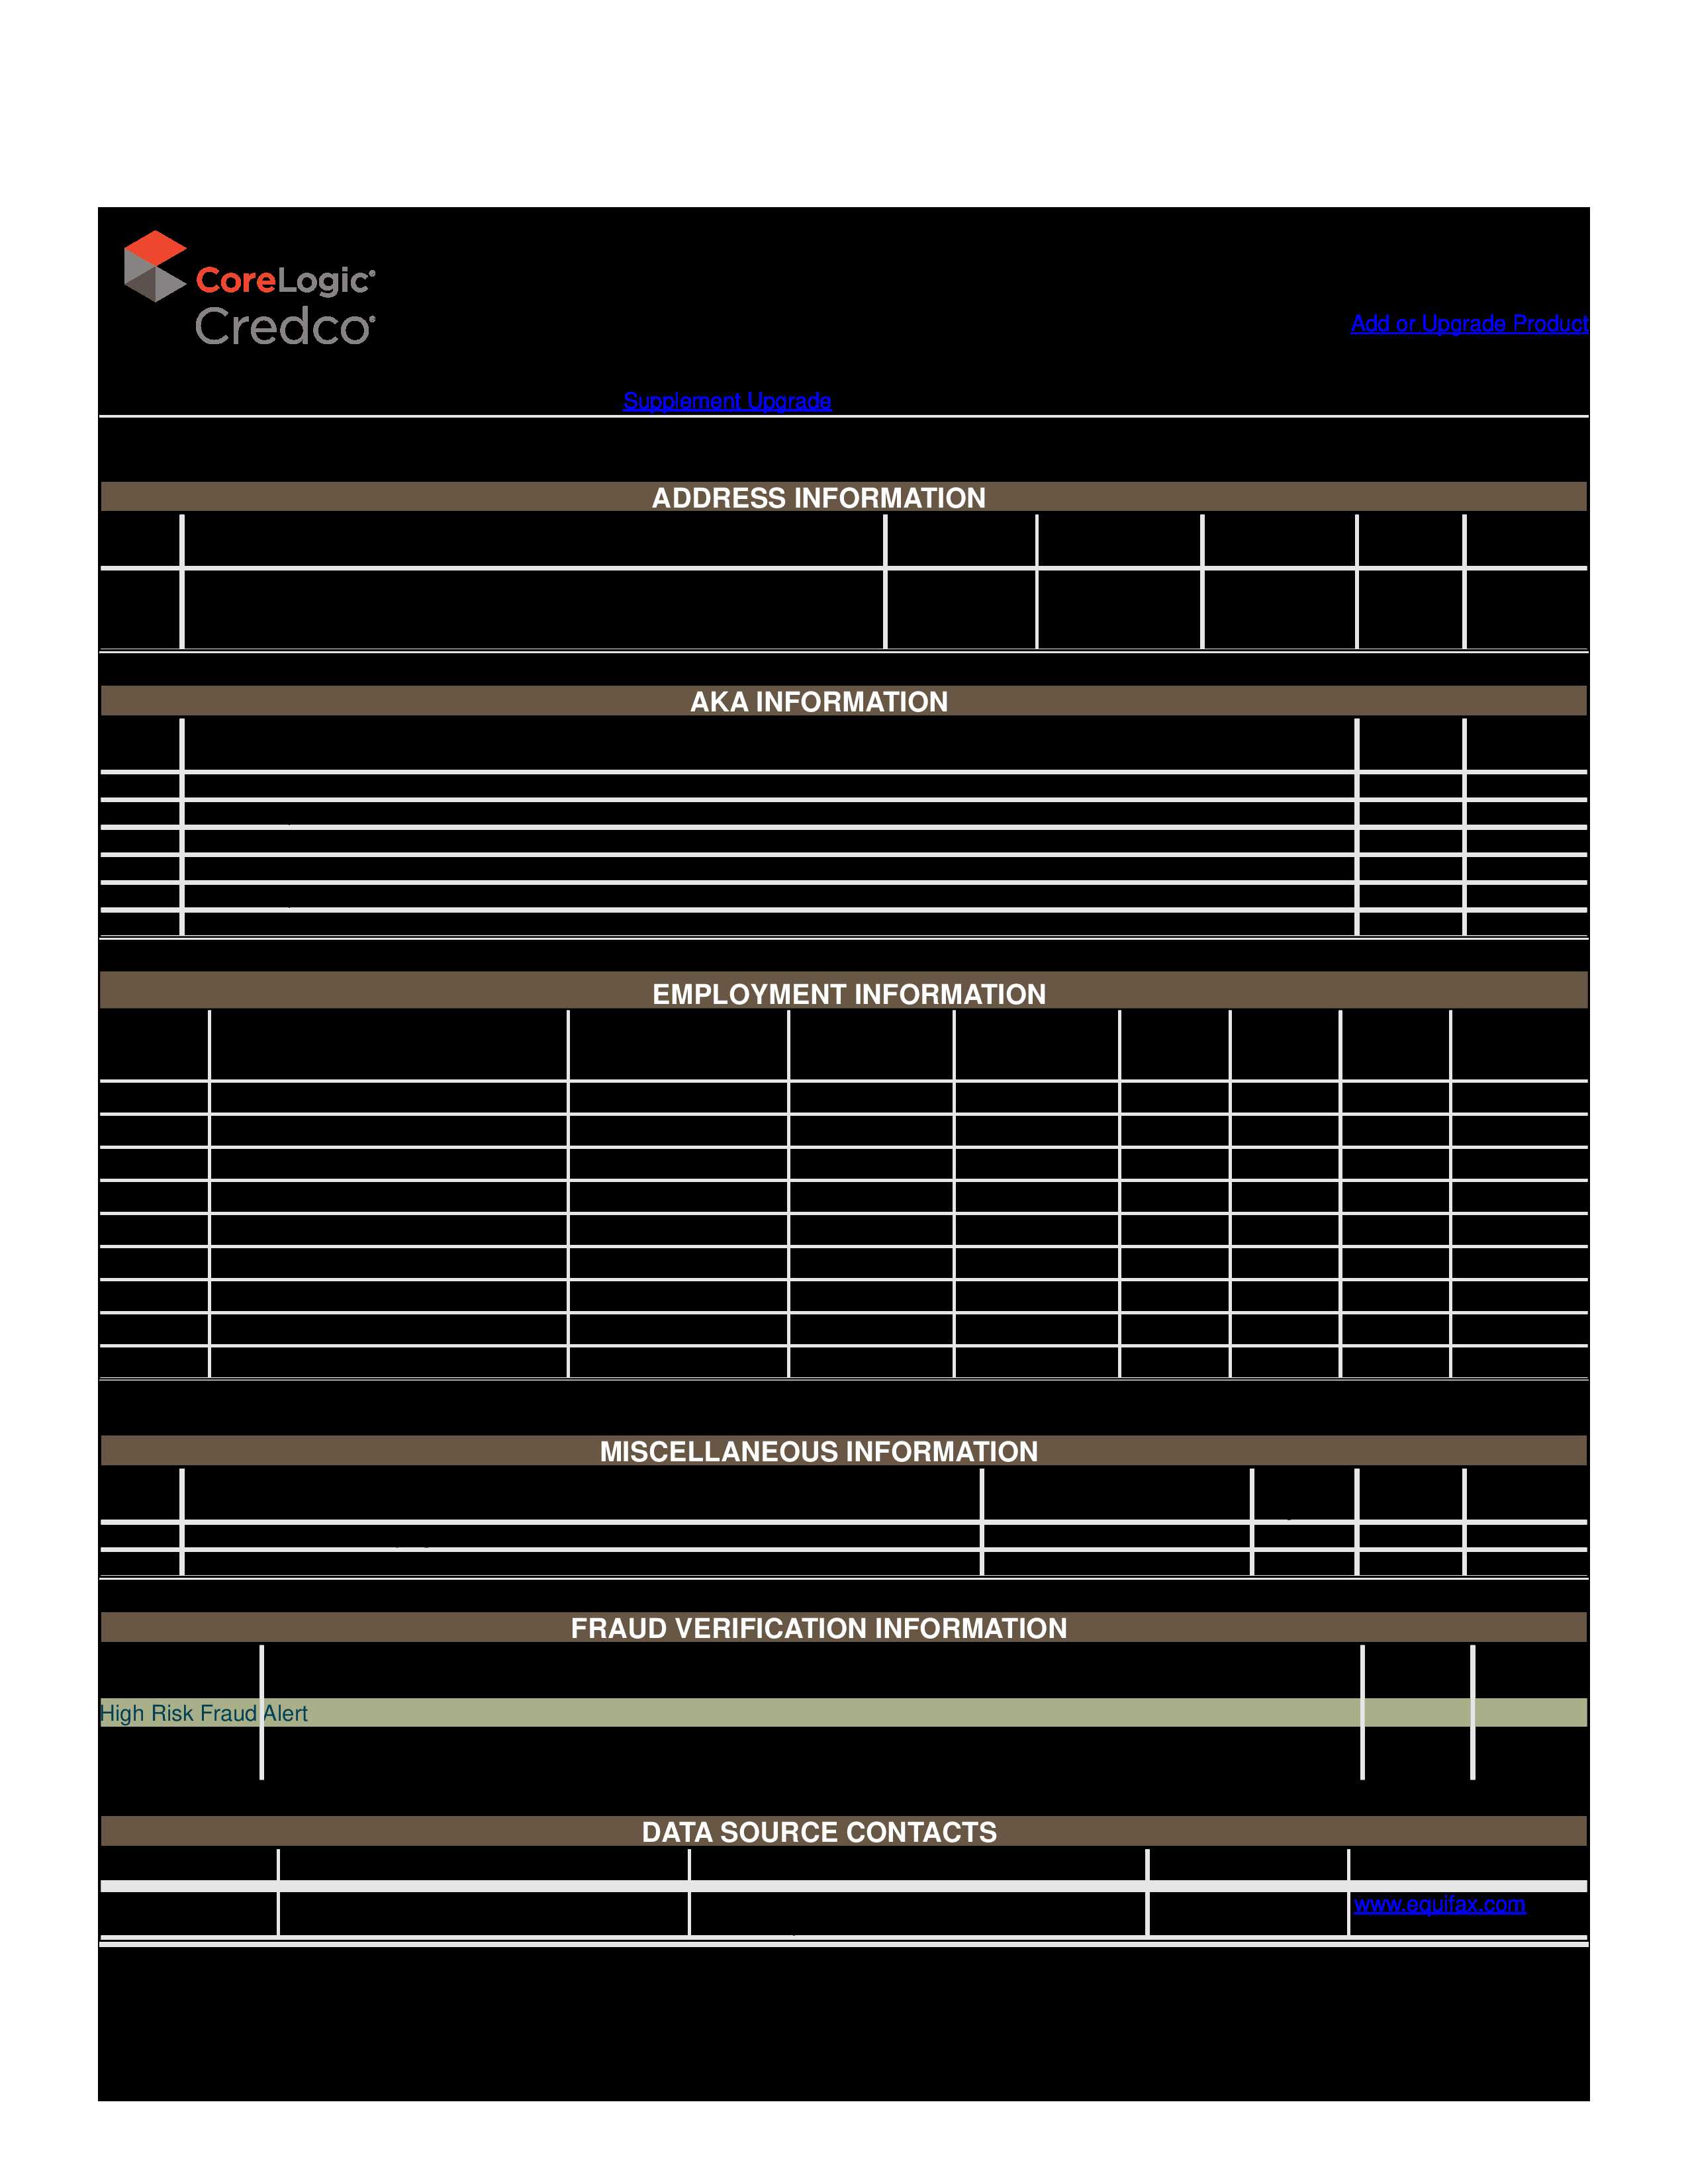 CoreLogic®
Credco®
Add or Upgrade Product
Supplement Upgrade
ADDRESS INFORMATION
AKA INFORMATION
EMPLOYMENT INFORMATION
MISCELLANEOUS INFORMATION
FRAUD VERIFICATION INFORMATION
High Risk Fraud Alert
DATA SOURCE CONTACTS
www.equifax.com